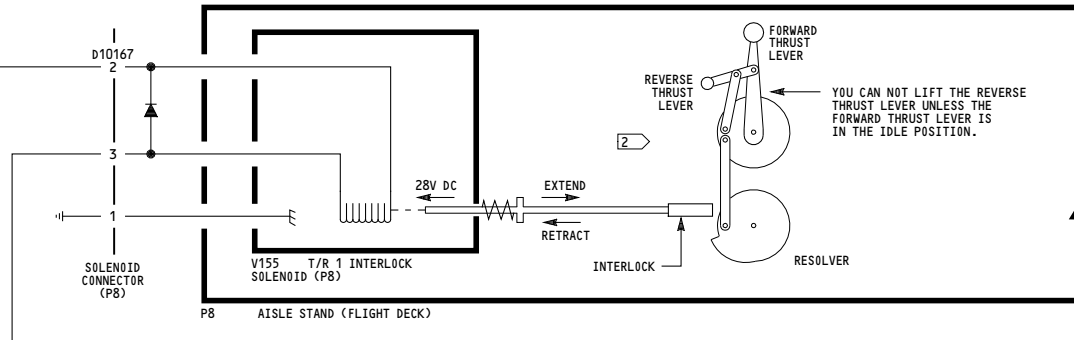 D10167
2
3
1
SOLENOID
CONNECTOR
(P8)
V155 T/R 1 INTERLOCK
SOLENOID (P8)
P8 AISLE STAND (FLIGHT DECK)
28V DC
EXTEND
RETRACT
INTERLOCK
2
REVERSE
THRUST
LEVER
FORWARD
THRUST
LEVER
YOU CAN NOT LIFT THE REVERSE
THRUST LEVER UNLESS THE
FORWARD THRUST LEVER IS
IN THE IDLE POSITION.
RESOLVER